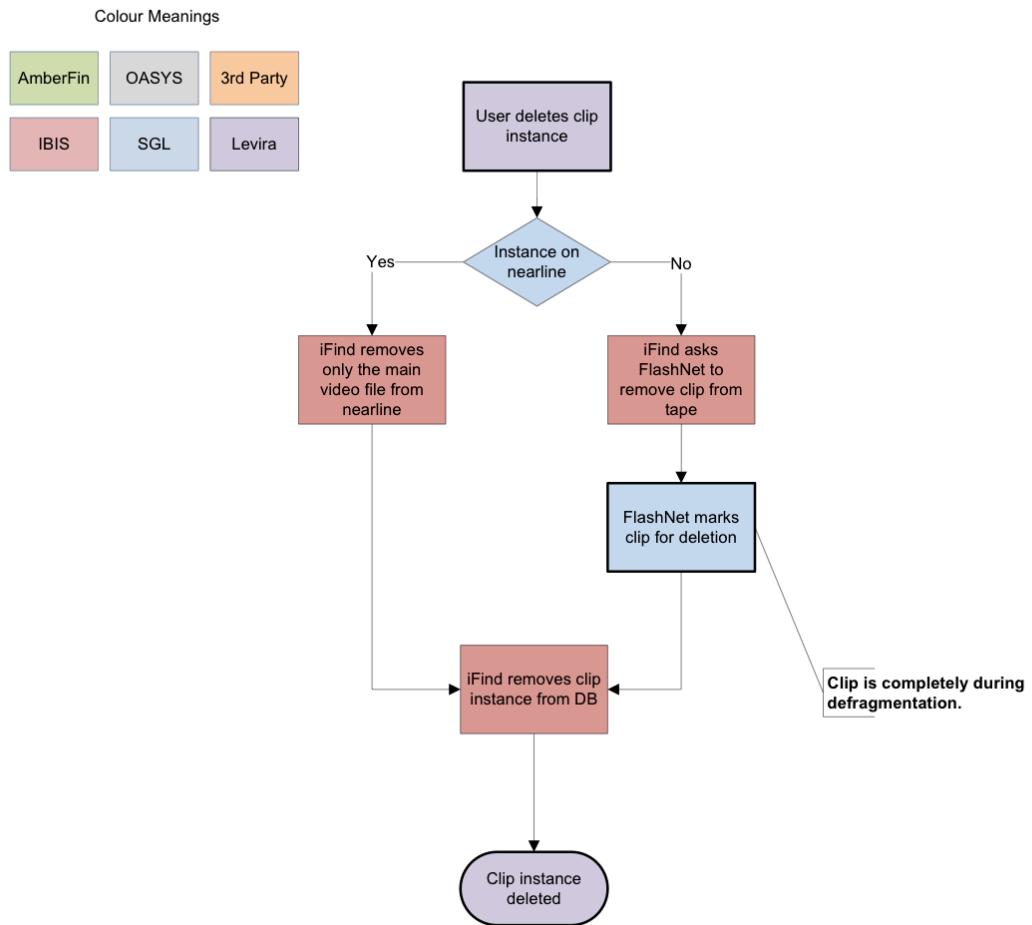 Colour Meanings
AmberFin
OASYS
3rd Party
IBIS
SGL
Levira
User deletes clip
instance
Instance on
nearline
Yes
No
iFind removes
only the main
video file from
nearline
iFind asks
FlashNet to
remove clip from
tape
FlashNet marks
clip for deletion
iFind removes clip
instance from DB
Clip is completely during
defragmentation.
Clip instance
deleted